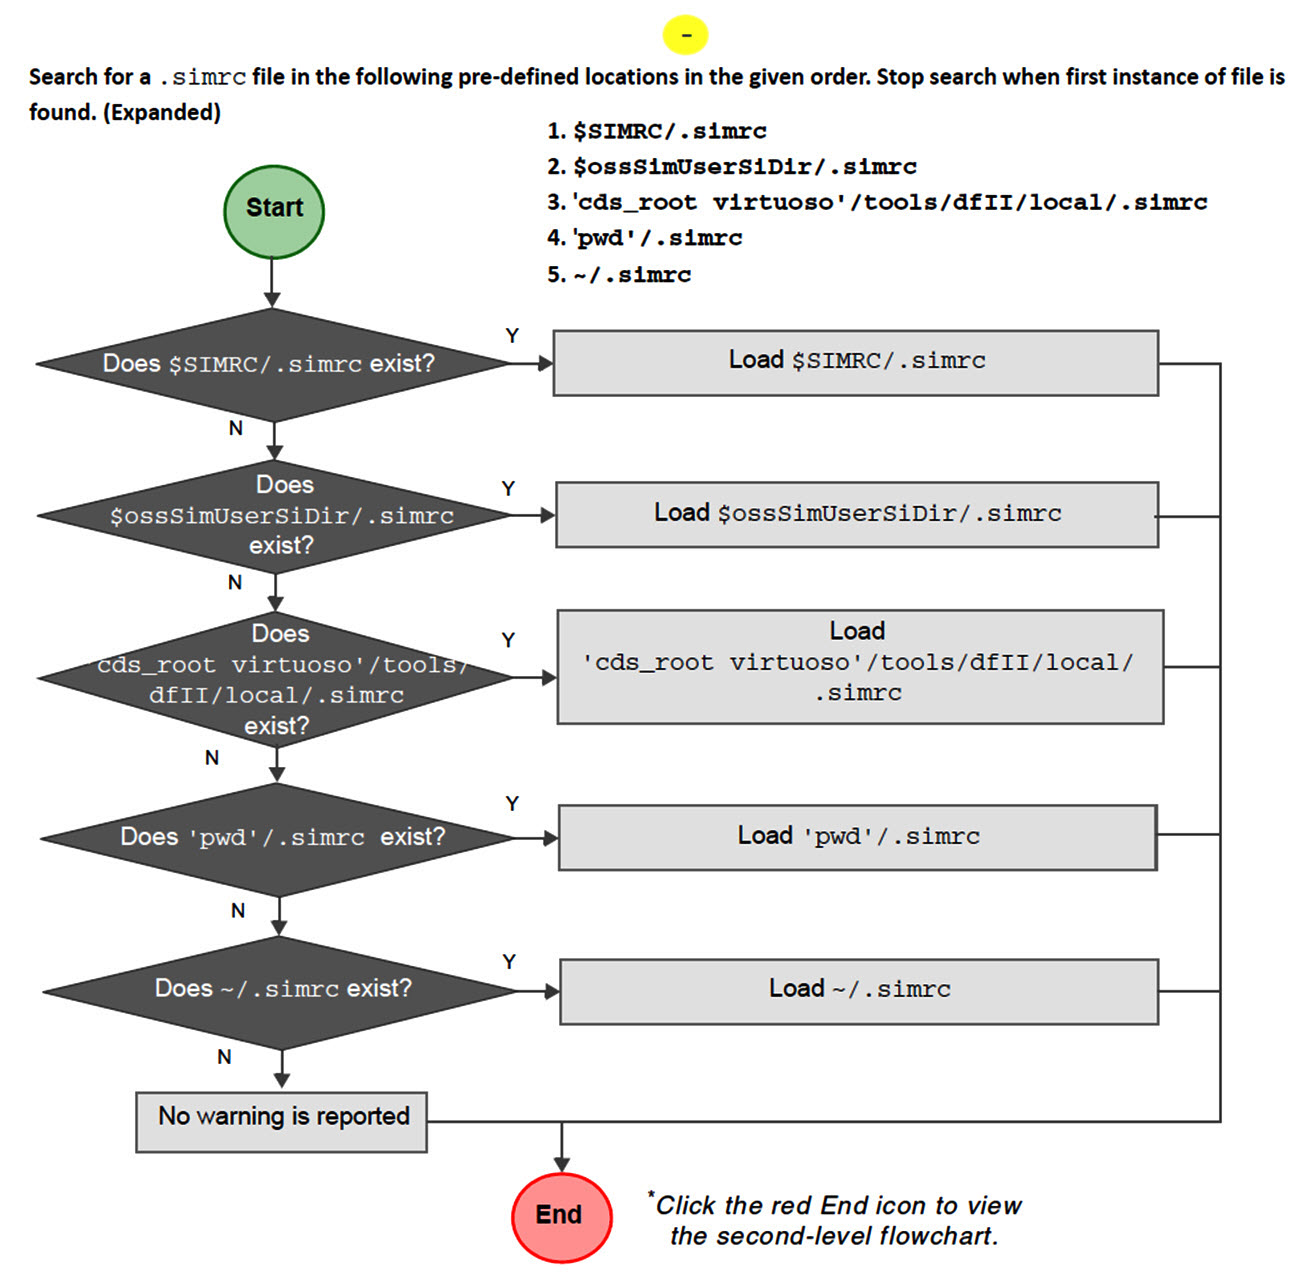 -
Search for a .simrc file in the following pre-defined locations in the given order. Stop search when first instance of file is
found. (Expanded)
1. $SIMRC/.simrc
2. $ossSimUserSiDir/.simrc
3. 'cds_root virtuoso'/tools/dfII/local/.simrc
4. 'pwd'/.simrc
5. ~/.simrc
Start
Does $SIMRC/.simrc exist?
Y
Load $SIMRC/.simrc
N
Does
$ossSimUserSiDir/.simrc
exist?
Y
Load $ossSimUserSiDir/.simrc
N
Does
'cds_root virtuoso'/tools/
dfII/local/.simrc
exist?
Y
Load
'cds_root virtuoso'/tools/dfII/local/
.simrc
N
Does 'pwd'/.simrc exist?
Y
Load 'pwd'/.simrc
N
Does ~/.simrc exist?
Y
Load ~/.simrc
N
No warning is reported
End
*Click the red End icon to view
the second-level flowchart.